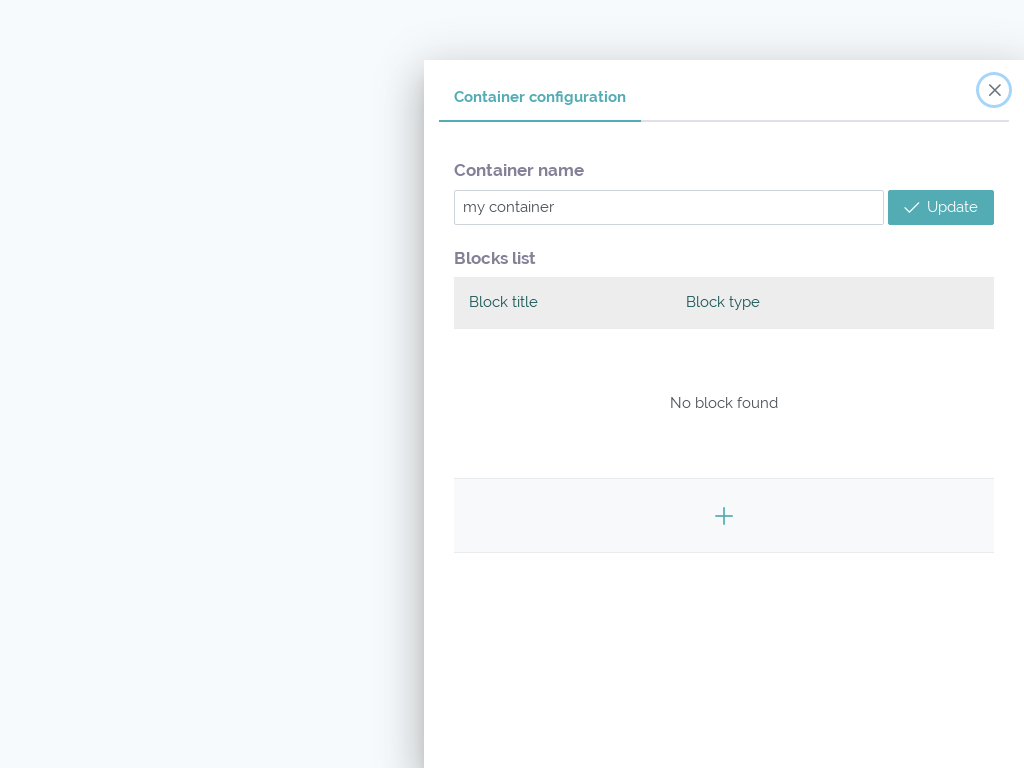 Container configuration
Container name
my container
Update
Blocks list
Block title Block type
No block found